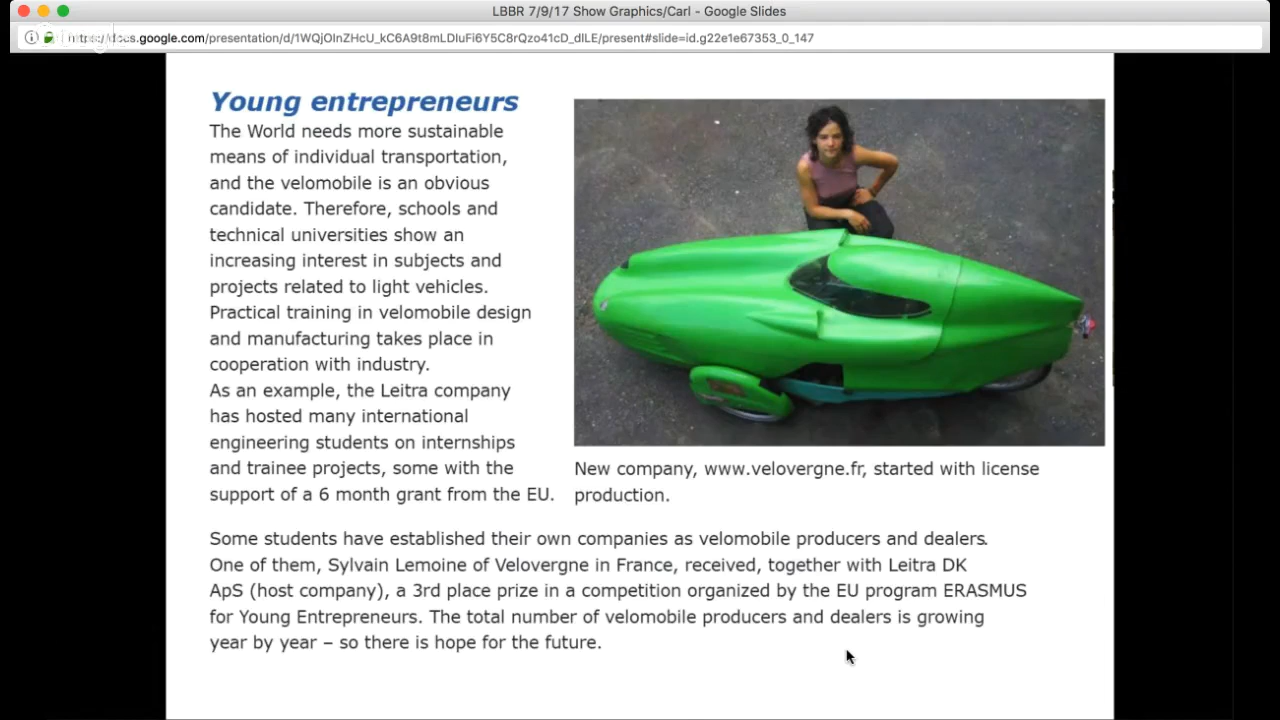 LBBR 7/9/17 Show Graphics/Carl - Google Slides
google.com/presentation/d/1WQjOInZHcU_kC6A9t8mLDIuFi6Y5C8rQzo41cD_dILE/present#slide=id.g22e1e67353_0_147
Young entrepreneurs
The World needs more sustainable
means of individual transportation,
and the velomobile is an obvious
candidate. Therefore, schools and
technical universities show an
increasing interest in subjects and
projects related to light vehicles.
Practical training in velomobile design
and manufacturing takes place in
cooperation with industry.
As an example, the Leitra company
has hosted many international
engineering students on internships
and trainee projects, some with the
support of a 6 month grant from the EU.
New company, www.velovergne.fr, started with license
production.
Some students have established their own companies as velomobile producers and dealers.
One of them, Sylvain Lemoine of Velovergne in France, received, together with Leitra DK
ApS (host company), a 3rd place prize in a competition organized by the EU program ERASMUS
for Young Entrepreneurs. The total number of velomobile producers and dealers is growing
year by year – so there is hope for the future.